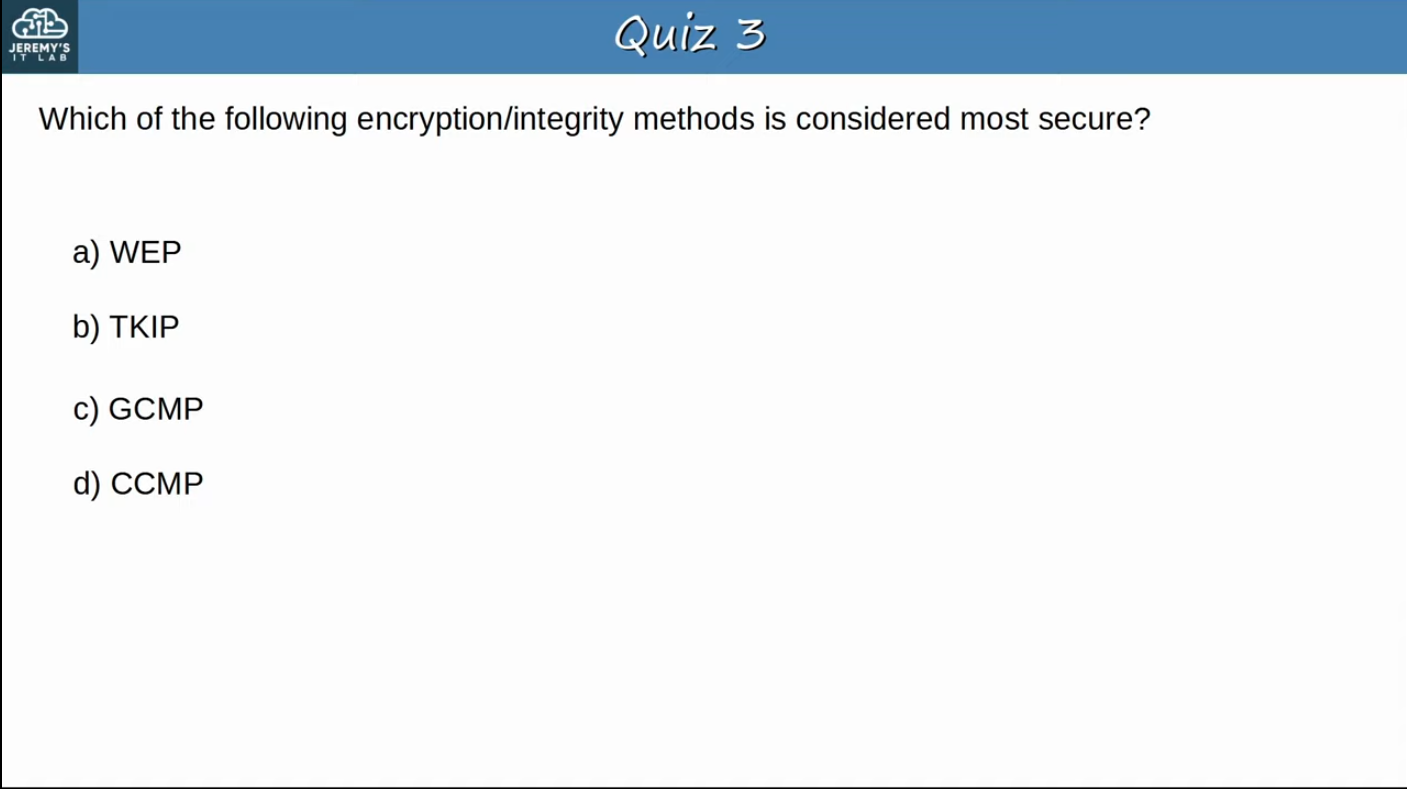 JEREMY'S
IT LAB
Quiz 3
Which of the following encryption/integrity methods is considered most secure?
a) WEP
b) TKIP
c) GCMP
d) CCMP